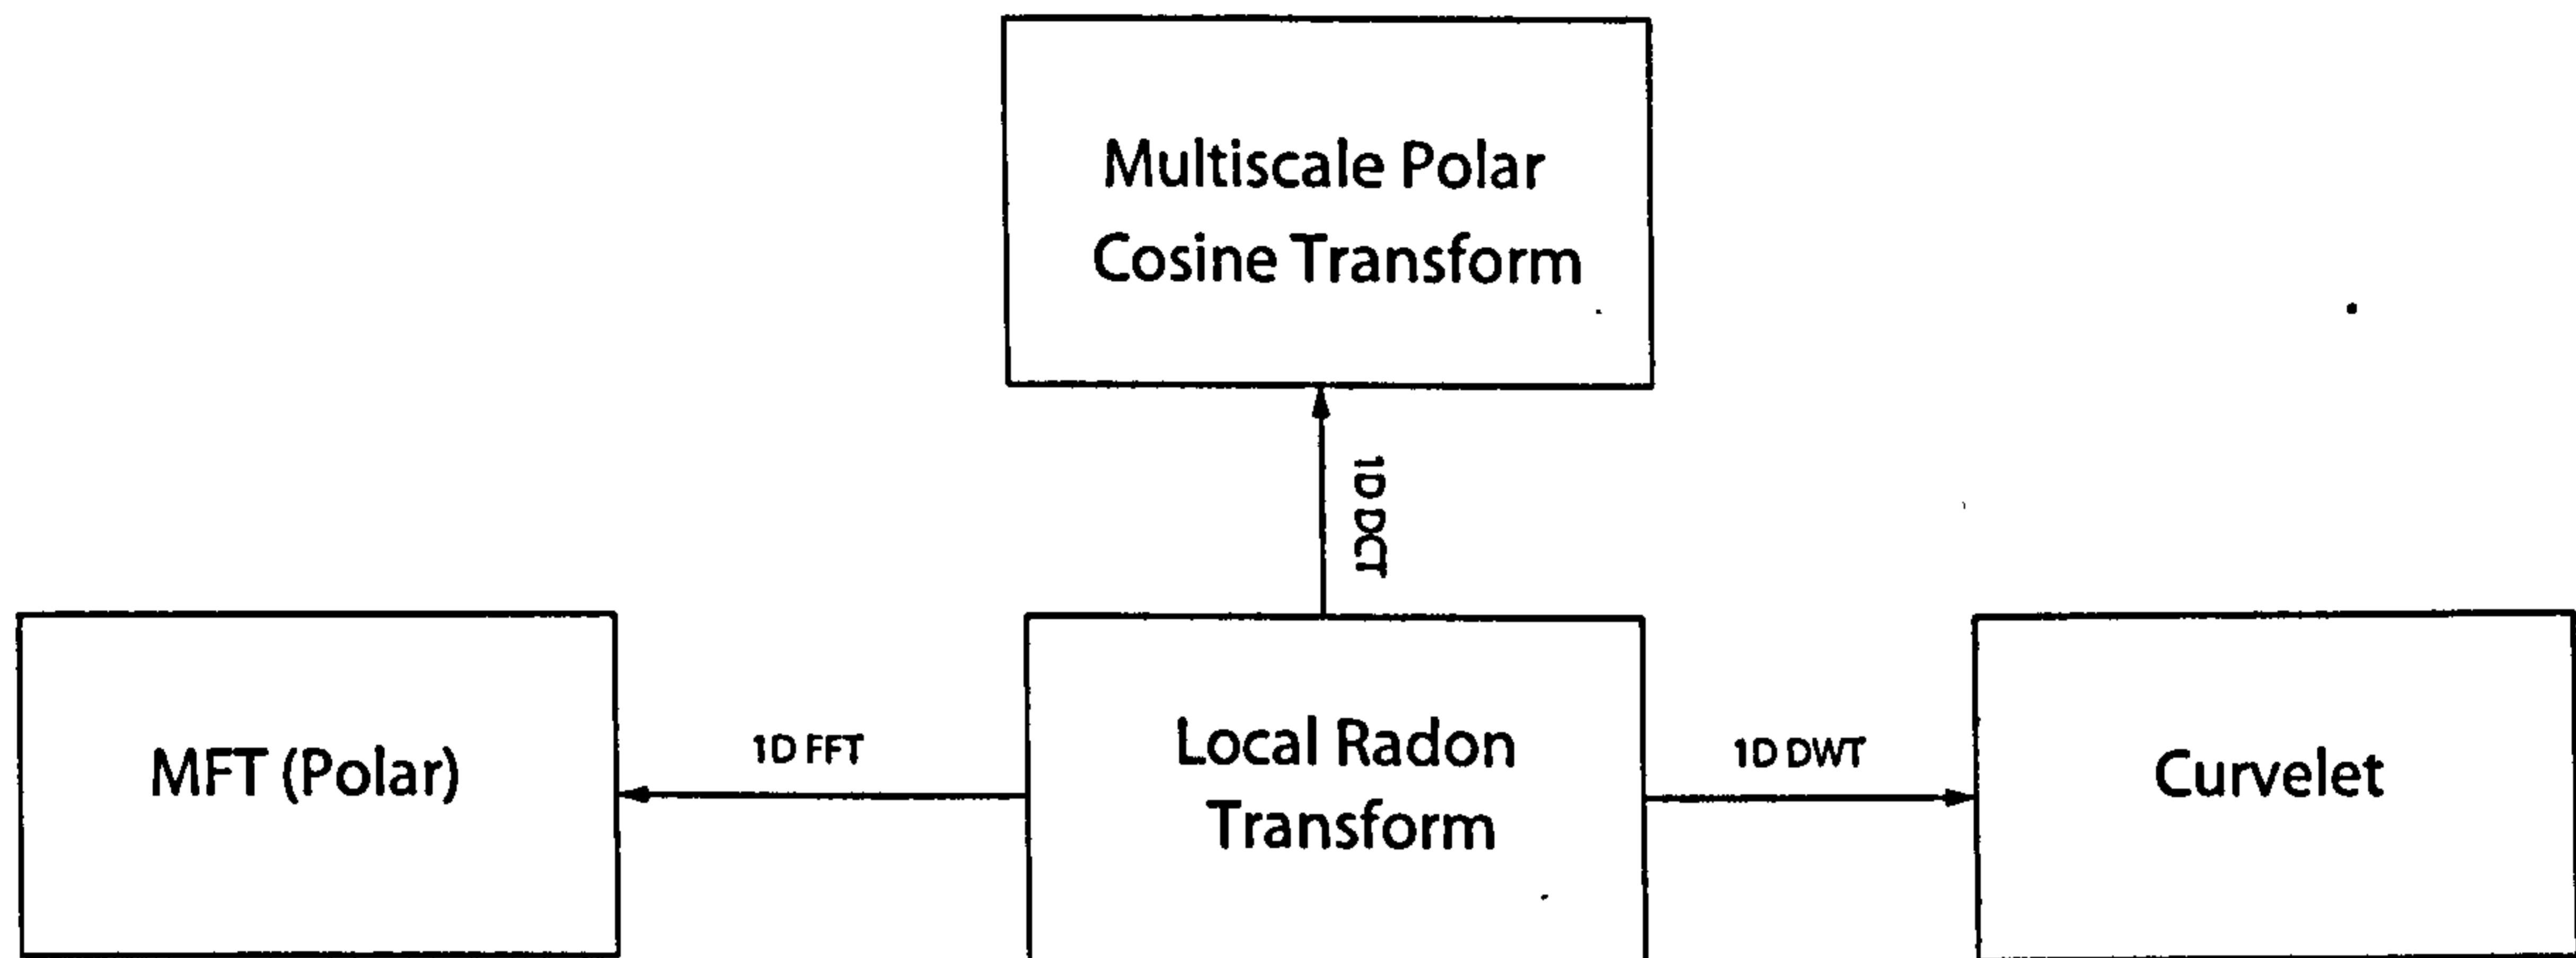 Multiscale Polar
Cosine Transform
1D DCT
MFT (Polar)
1D FFT
Local Radon
Transform
1D DWT
Curvelet